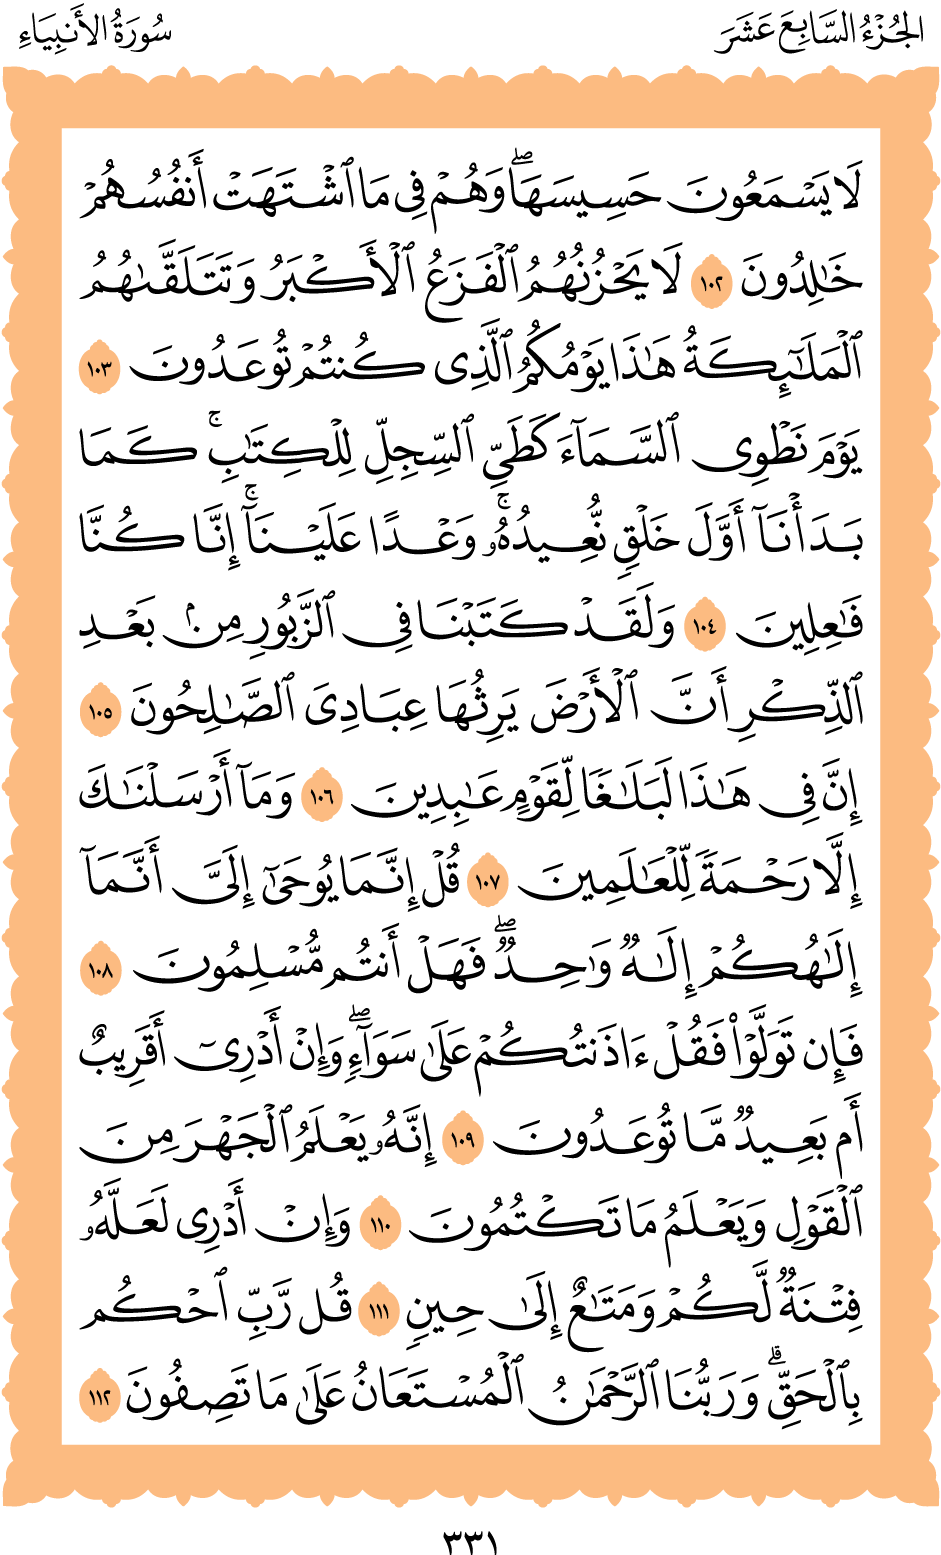 الجُزْءُ السَّابِعَ عَشَرَ
سُورَةُ الأَنبِيَاءِ
لَا يَسْمَعُونَ حَسِيسَهَاۖ وَهُمْ فِي مَا ٱشْتَهَتْ أَنفُسُهُمْ
خَٰلِدُونَ ١٠٢ لَا يَحْزُنُهُمُ ٱلْفَزَعُ ٱلْأَكْبَرُ وَتَتَلَقَّىٰهُمُ
ٱلْمَلَٰٓئِكَةُ هَٰذَا يَوْمُكُمُ ٱلَّذِى كُنتُمْ تُوعَدُونَ ١٠٣
يَوْمَ نَطْوِى ٱلسَّمَآءَ كَطَيِّ ٱلسِّجِلِّ لِلْكِتَٰبِۚ كَمَا
بَدَأْنَآ أَوَّلَ خَلْقٍ نُّعِيدُهُۥۚ وَعْدًا عَلَيْنَآۚ إِنَّا كُنَّا
فَٰعِلِينَ ١٠٤ وَلَقَدْ كَتَبْنَا فِى ٱلزَّبُورِ مِنۢ بَعْدِ
ٱلذِّكْرِ أَنَّ ٱلْأَرْضَ يَرِثُهَا عِبَادِىَ ٱلصَّٰلِحُونَ ١٠٥
إِنَّ فِى هَٰذَا لَبَلَٰغًا لِّقَوْمٍ عَٰبِدِينَ ١٠٦ وَمَآ أَرْسَلْنَٰكَ
إِلَّا رَحْمَةً لِّلْعَٰلَمِينَ ١٠٧ قُلْ إِنَّمَا يُوحَىٰٓ إِلَىَّ أَنَّمَآ
إِلَٰهُكُمْ إِلَٰهٌ وَٰحِدٌۖ فَهَلْ أَنتُم مُّسْلِمُونَ ١٠٨
فَإِن تَوَلَّوْا۟ فَقُلْ ءَاذَنتُكُمْ عَلَىٰ سَوَآءٍۖ وَإِنْ أَدْرِىٓ أَقَرِيبٌ
أَم بَعِيدٌ مَّا تُوعَدُونَ ١٠٩ إِنَّهُۥ يَعْلَمُ ٱلْجَهْرَ مِنَ
ٱلْقَوْلِ وَيَعْلَمُ مَا تَكْتُمُونَ ١١٠ وَإِنْ أَدْرِى لَعَلَّهُۥ
فِتْنَةٌ لَّكُمْ وَمَتَٰعٌ إِلَىٰ حِينٍ ١١١ قُل رَّبِّ ٱحْكُم
بِٱلْحَقِّۗ وَرَبُّنَا ٱلرَّحْمَٰنُ ٱلْمُسْتَعَانُ عَلَىٰ مَا تَصِفُونَ ١١٢
٣٣١